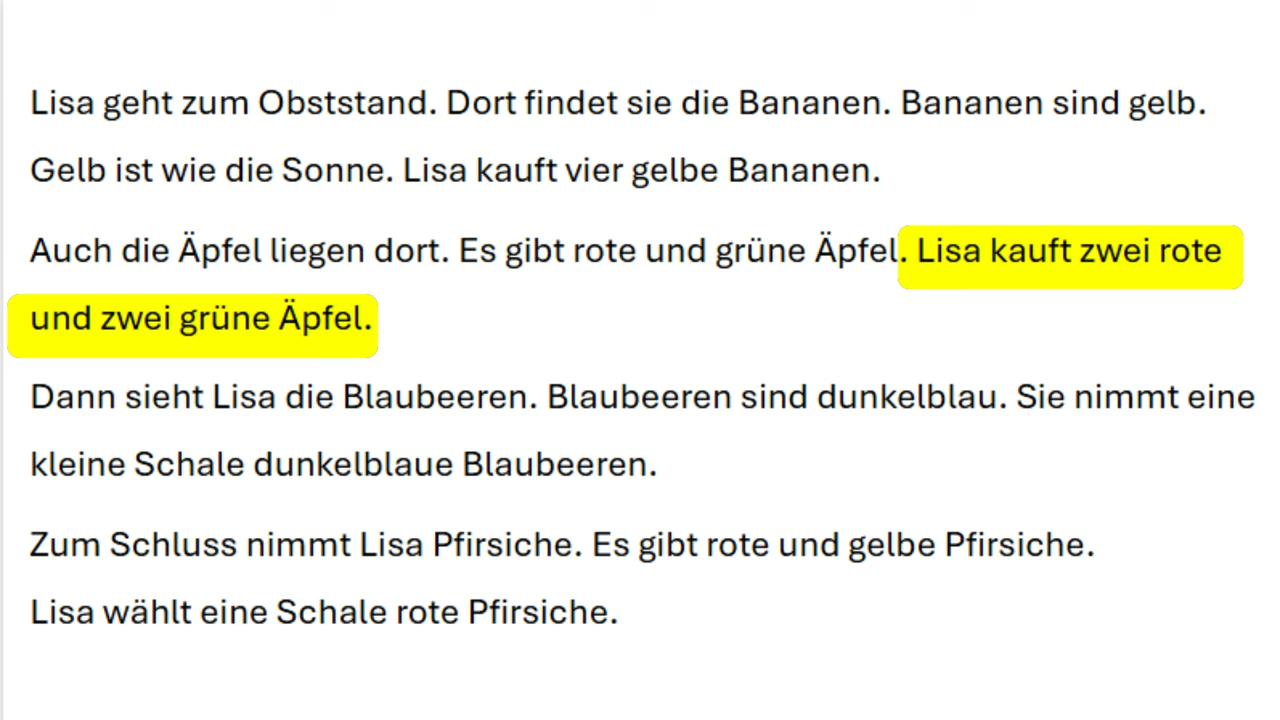 Lisa geht zum Obststand. Dort findet sie die Bananen. Bananen sind gelb.
Gelb ist wie die Sonne. Lisa kauft vier gelbe Bananen.
Auch die Äpfel liegen dort. Es gibt rote und grüne Äpfel. Lisa kauft zwei rote
und zwei grüne Äpfel.
Dann sieht Lisa die Blaubeeren. Blaubeeren sind dunkelblau. Sie nimmt eine
kleine Schale dunkelblaue Blaubeeren.
Zum Schluss nimmt Lisa Pfirsiche. Es gibt rote und gelbe Pfirsiche.
Lisa wählt eine Schale rote Pfirsiche.